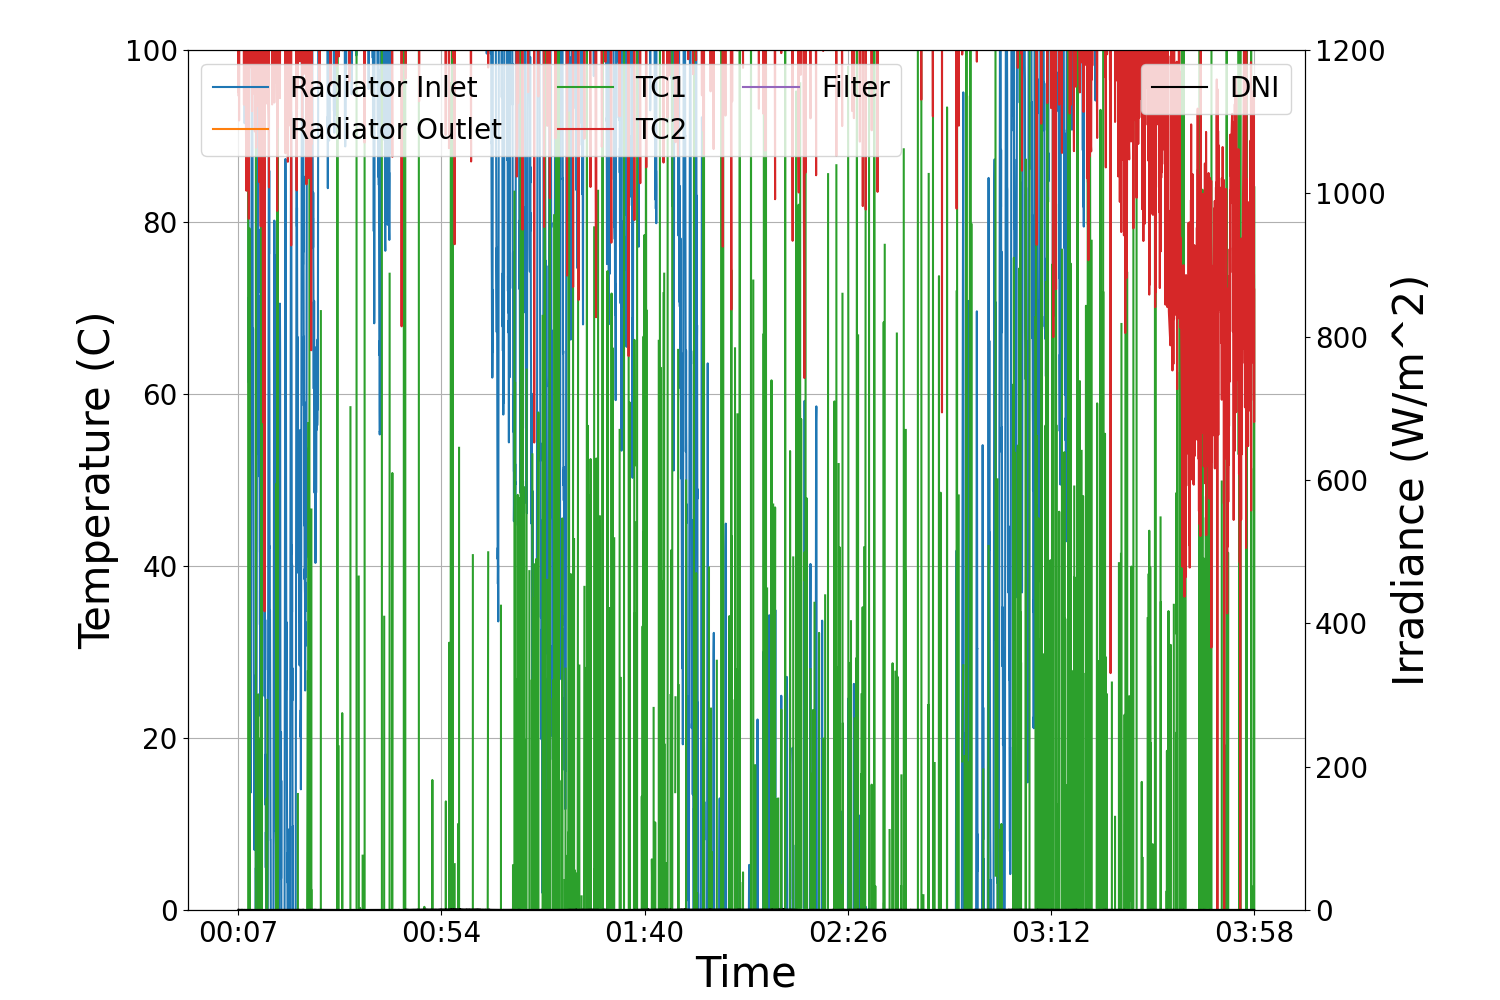 100
80
60
40
20
0
Temperature (C)
Radiator Inlet
Radiator Outlet
TC1
TC2
Filter
DNI
1200
1000
800
600
400
200
0
Irradiance (W/m^2)
00:07
00:54
01:40
02:26
03:12
03:58
Time